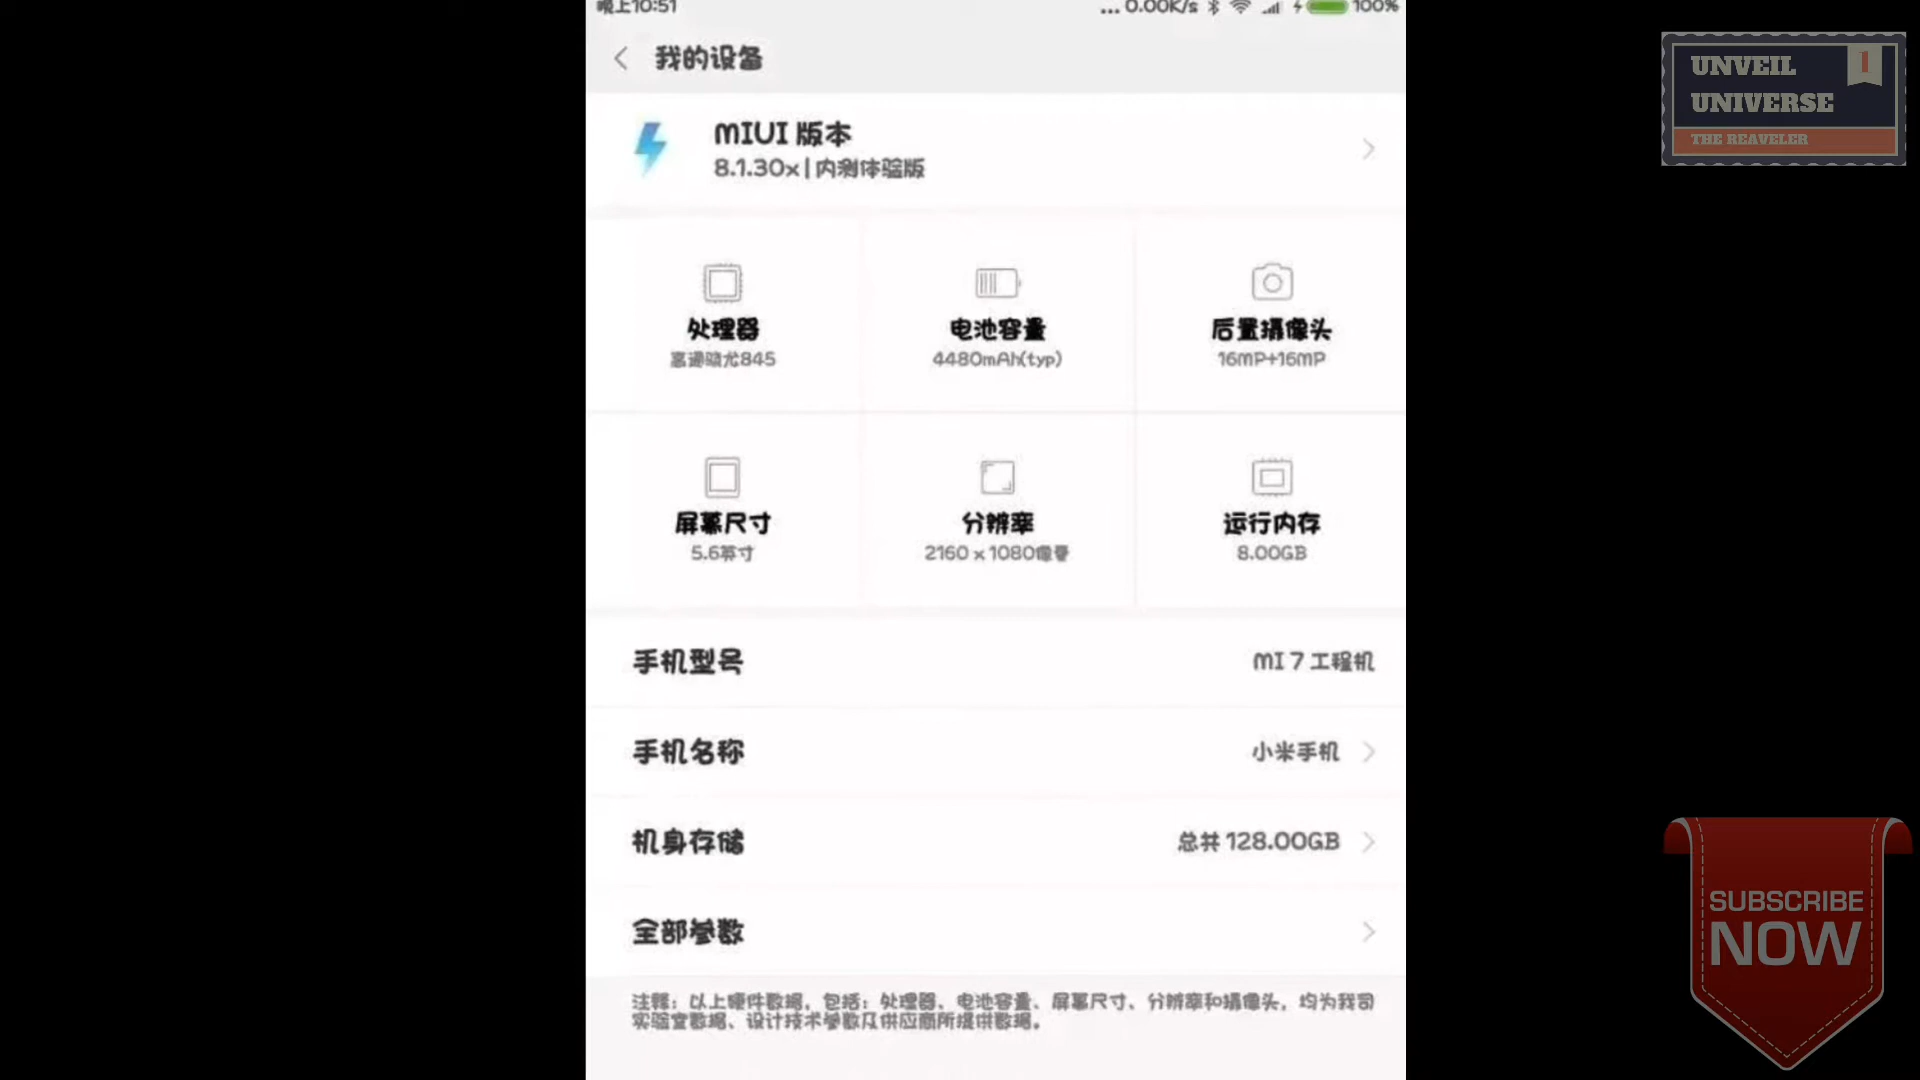 晚上10:51
... 0.00K/s 100%
我的设备
MIUI 版本
8.1.30x | 内测体验版
处理器
高通骁龙845
电池容量
4480mAh(typ)
后置摄像头
16MP+16MP
屏幕尺寸
5.6英寸
分辨率
2160 x 1080像素
运行内存
8.00GB
手机型号
MI 7 工程机
手机名称
小米手机
机身存储
总共 128.00GB
全部参数
注释：以上硬件数据，包括：处理器、电池容量、屏幕尺寸、分辨率和摄像头，均为我司
实验室数据、设计技术参数及供应商所提供数据。
UNVEIL
UNIVERSE
THE REAVELER
SUBSCRIBE
NOW